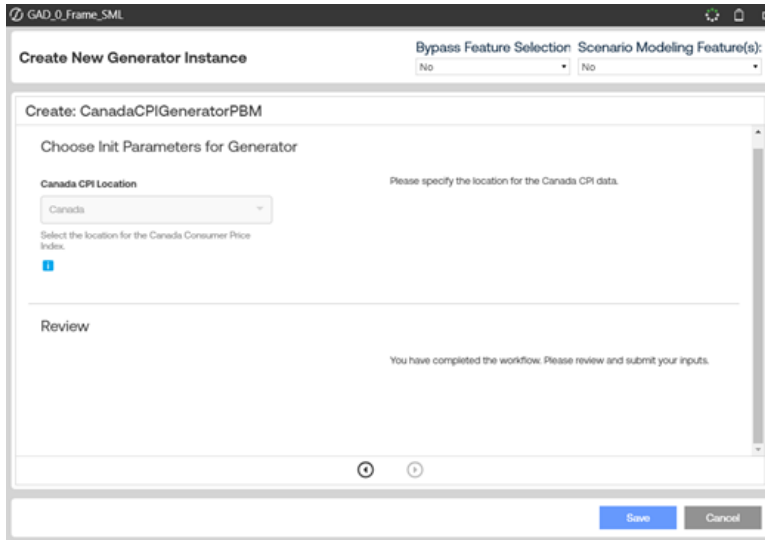 GAD_0_Frame_SML
Create New Generator Instance
Bypass Feature Selection
Scenario Modeling Feature(s):
No
No
Create: CanadaCPIGeneratorPBM
Choose Init Parameters for Generator
Canada CPI Location
Please specify the location for the Canada CPI data.
Canada
Select the location for the Canada Consumer Price
Index.
i
Review
You have completed the workflow. Please review and submit your inputs.
Save
Cancel